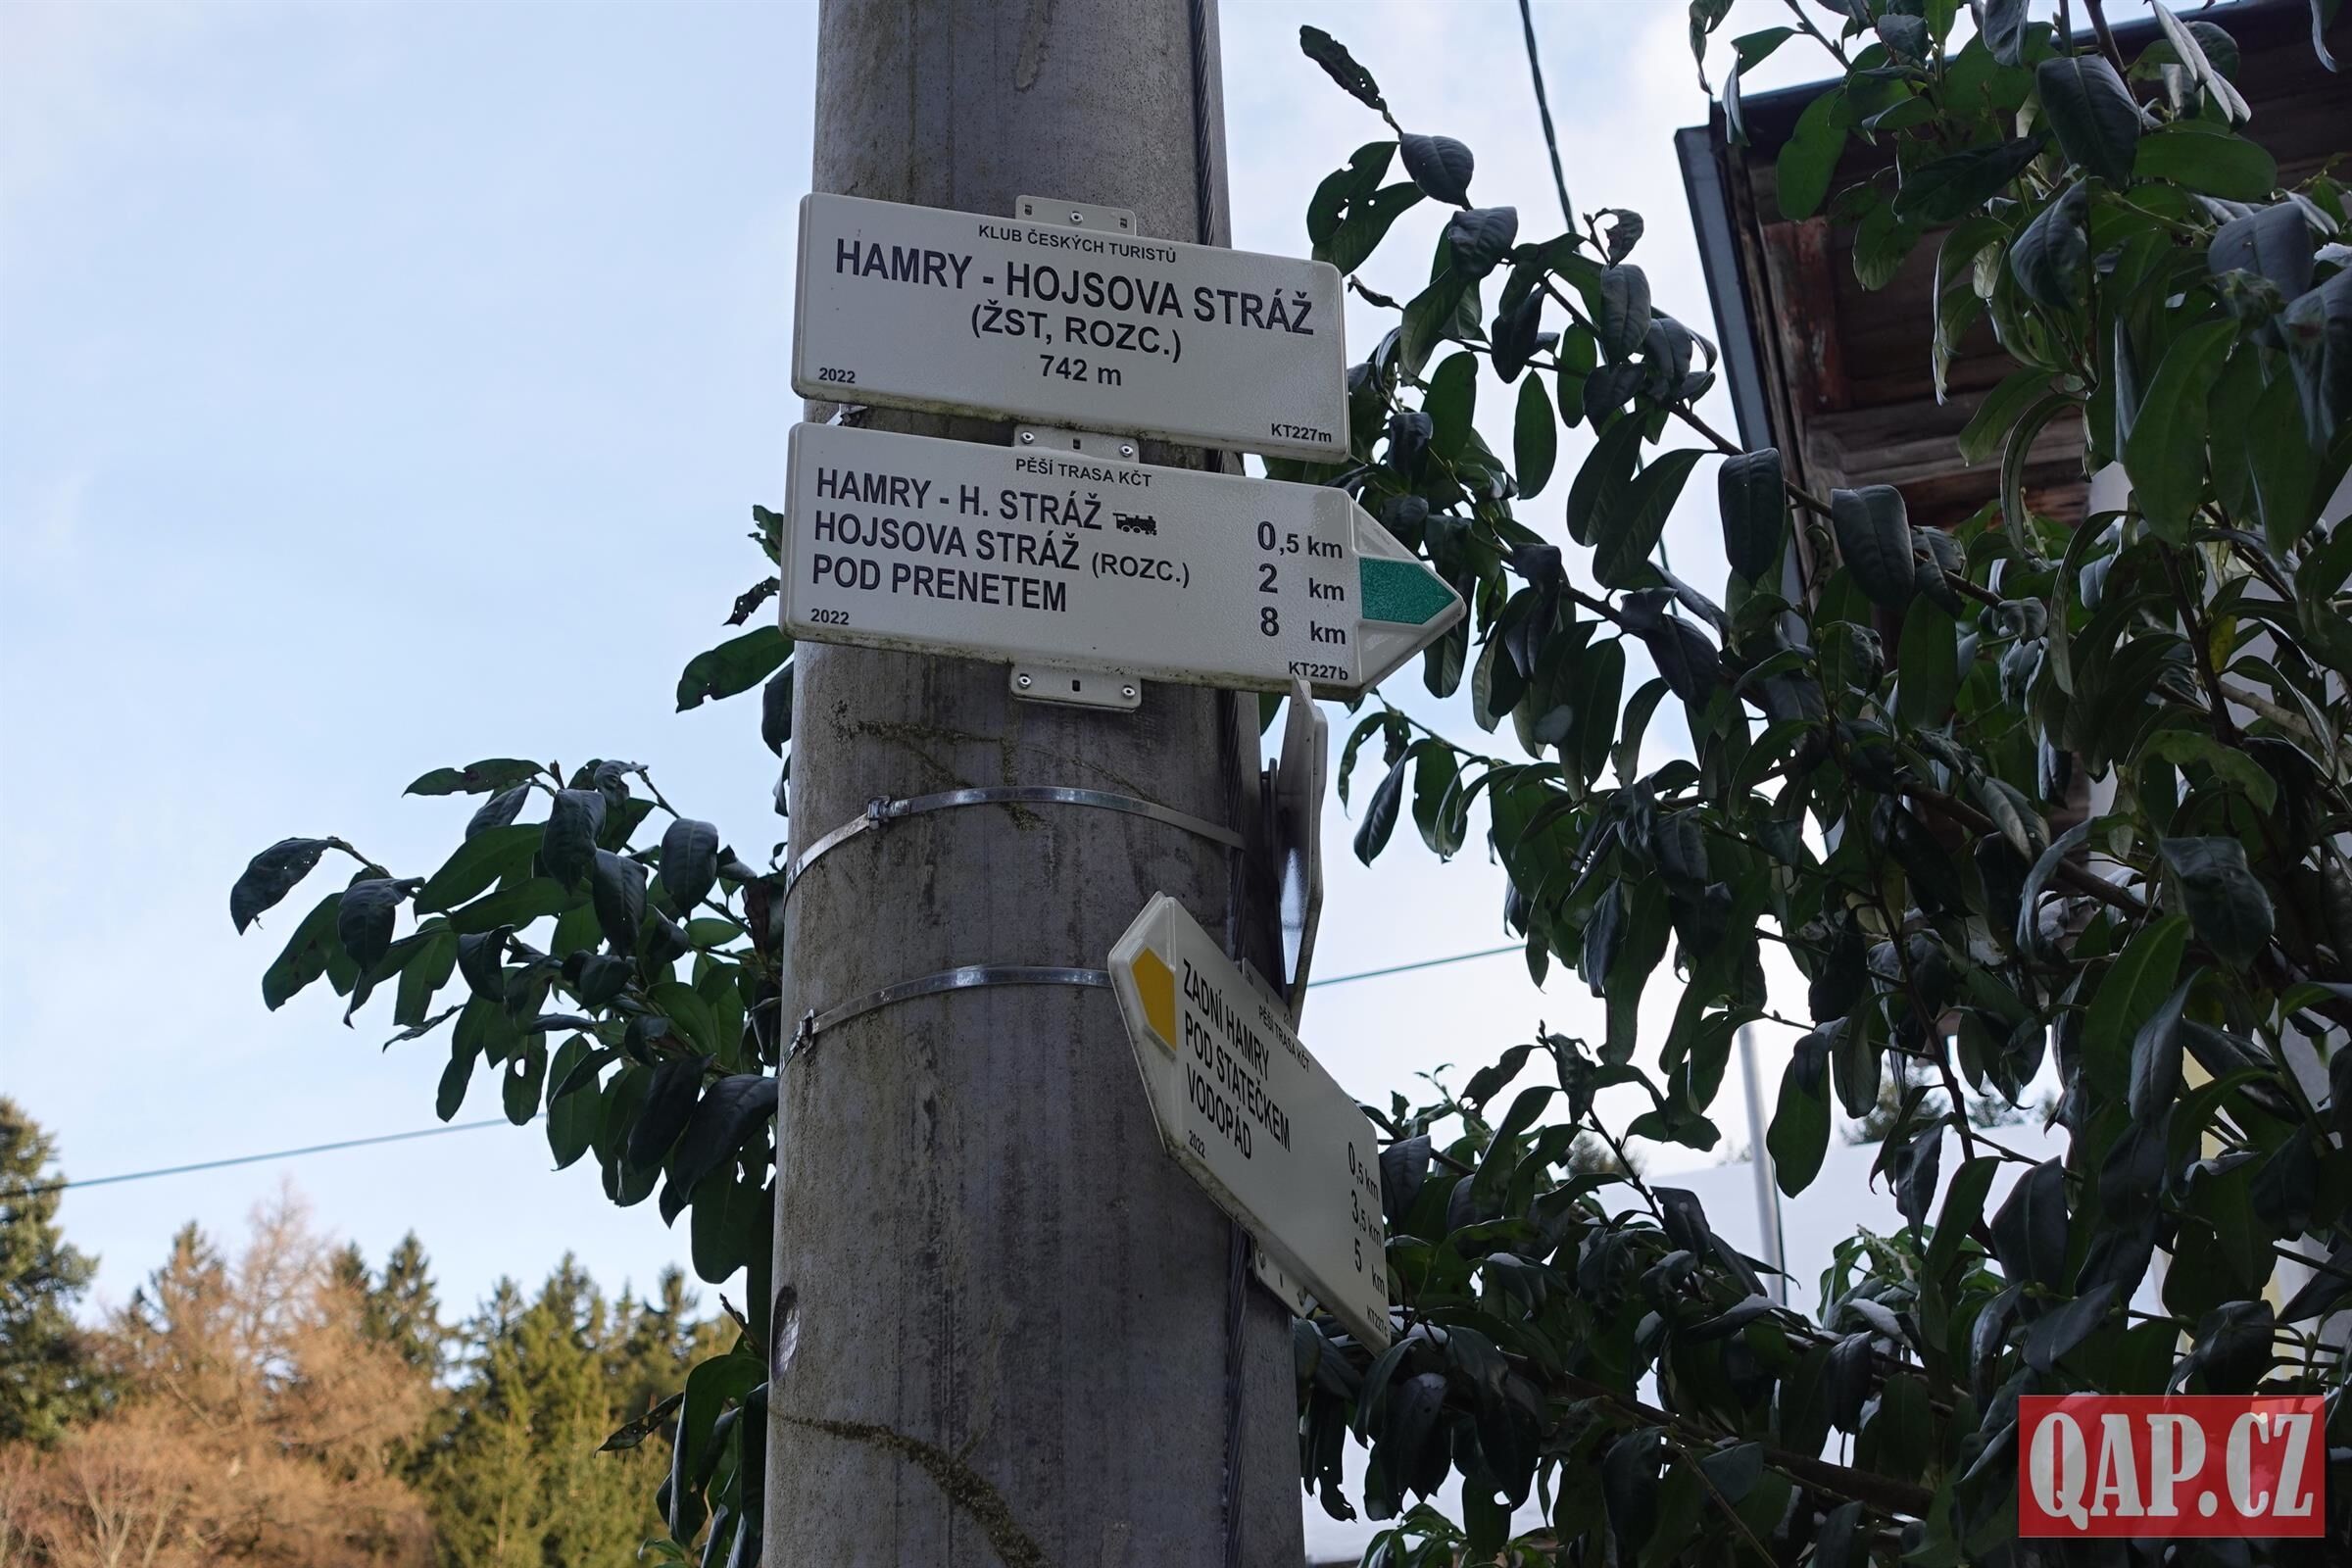 KLUB ČESKÝCH TURISTŮ
HAMRY - HOJSOVA STRÁŽ
(ŽST, ROZC.)
742 m
2022
KT227m
PĚŠÍ TRASA KČT
HAMRY - H. STRÁŽ 0,5 km
HOJSOVA STRÁŽ (ROZC.) 2 km
POD PRENETEM 8 km
2022
KT227b
PĚŠÍ TRASA KČT
ZADNÍ HAMRY 0,5 km
POD STATEČKEM 3,5 km
VODOPÁD 5 km
2022
QAP.CZ